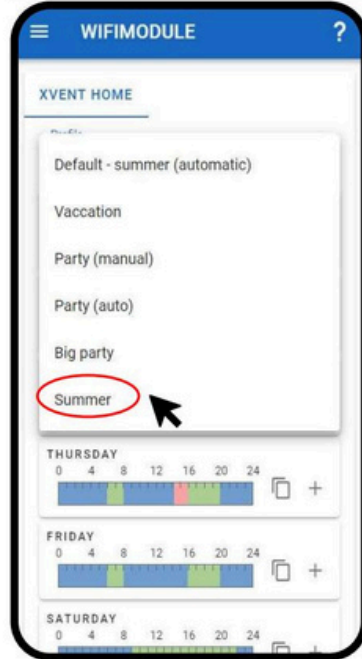 WIFIMODULE ?
XVENT HOME
Default - summer (automatic)
Vaccation
Party (manual)
Party (auto)
Big party
Summer
THURSDAY
0 4 8 12 16 20 24
+
FRIDAY
0 4 8 12 16 20 24
+
SATURDAY
0 4 8 12 16 20 24